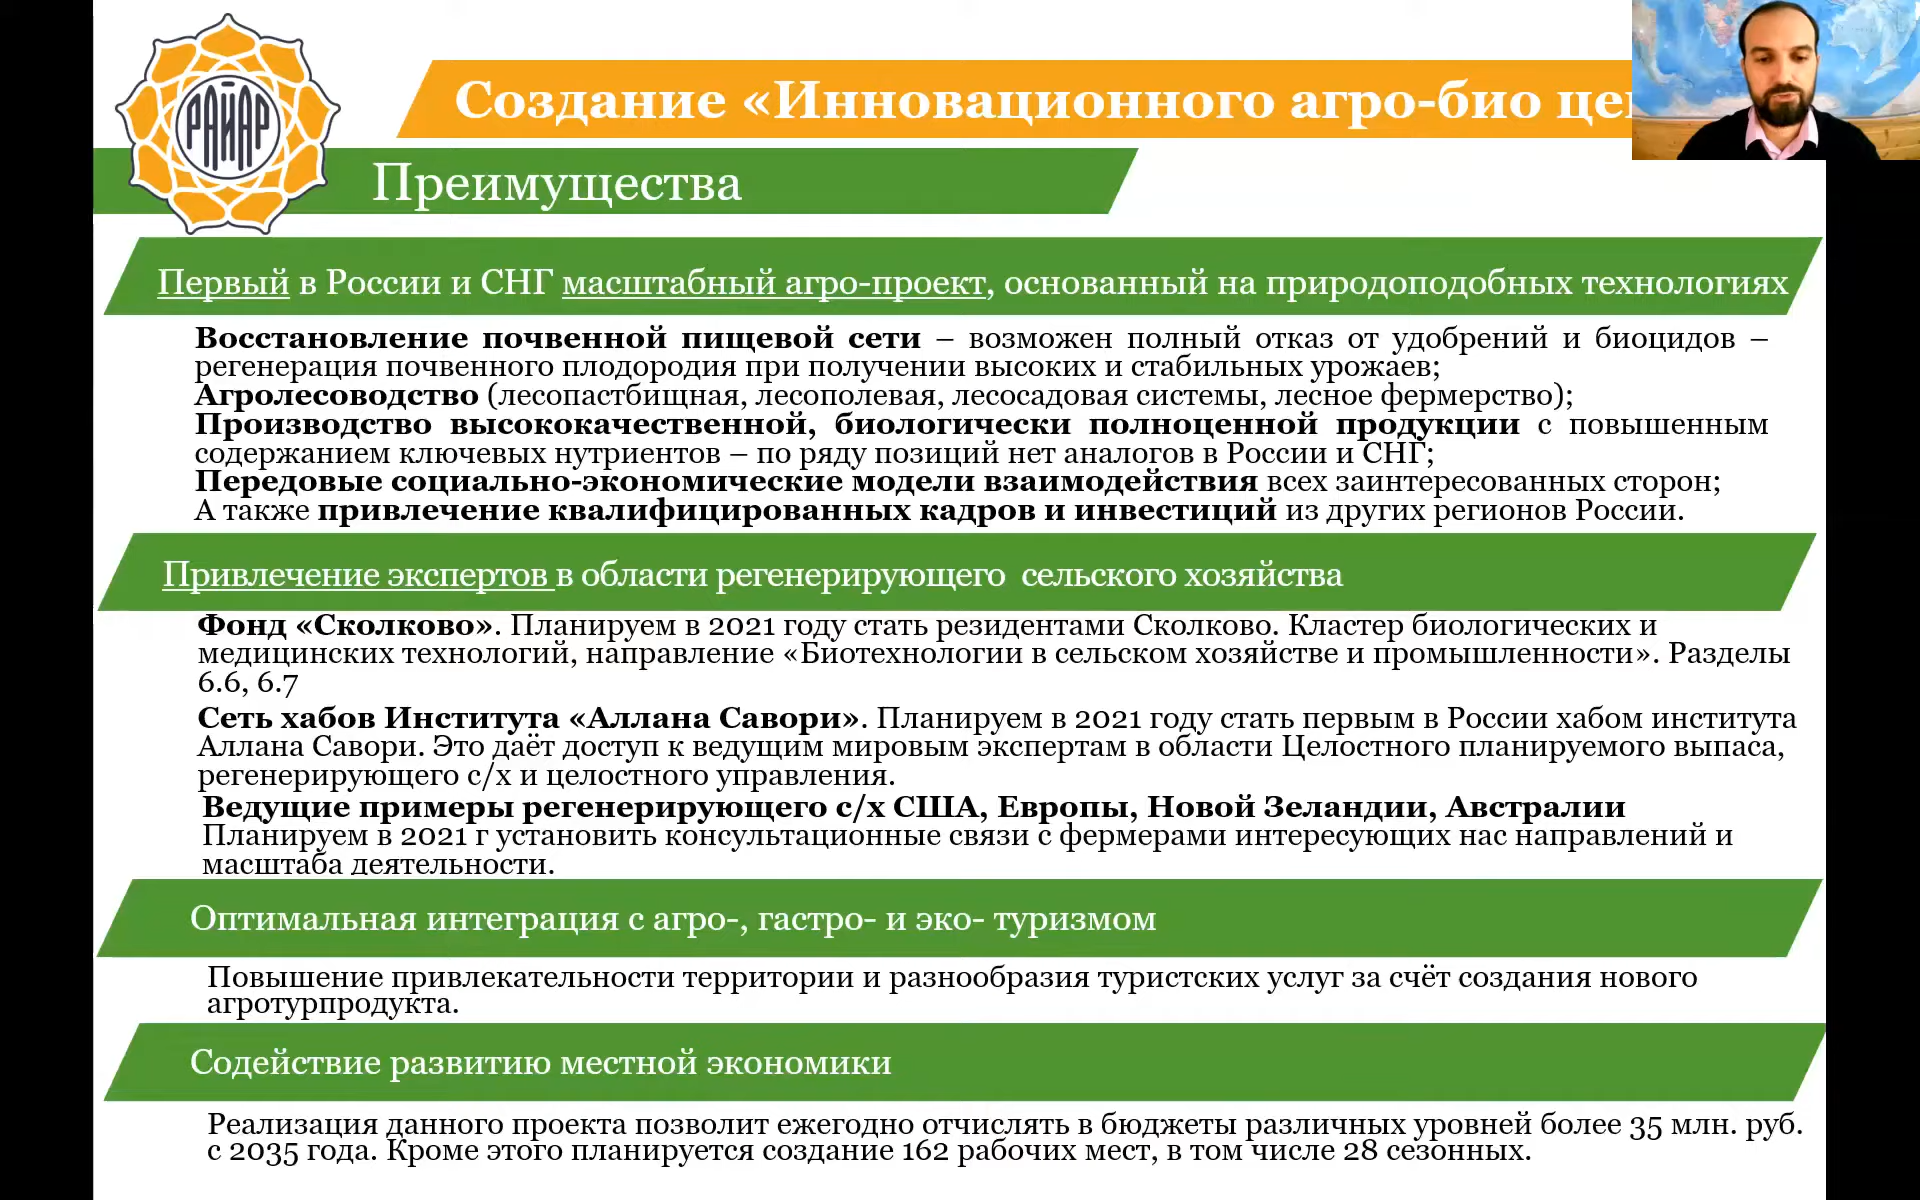 РАЙАР
Создание «Инновационного агро-био
Преимущества
Первый в России и СНГ масштабный агро-проект, основанный на природоподобных технологиях
Восстановление почвенной пищевой сети – возможен полный отказ от удобрений и биоцидов –
регенерация почвенного плодородия при получении высоких и стабильных урожаев;
Агролесоводство (лесопастбищная, лесополевая, лесосадовая системы, лесное фермерство);
Производство высококачественной, биологически полноценной продукции с повышенным
содержанием ключевых нутриентов – по ряду позиций нет аналогов в России и СНГ;
Передовые социально-экономические модели взаимодействия всех заинтересованных сторон;
А также привлечение квалифицированных кадров и инвестиций из других регионов России.
Привлечение экспертов в области регенерирующего сельского хозяйства
Фонд «Сколково». Планируем в 2021 году стать резидентами Сколково. Кластер биологических и
медицинских технологий, направление «Биотехнологии в сельском хозяйстве и промышленности». Разделы
6.6, 6.7
Сеть хабов Института «Аллана Савори». Планируем в 2021 году стать первым в России хабом института
Аллана Савори. Это даёт доступ к ведущим мировым экспертам в области Целостного планируемого выпаса,
регенерирующего с/х и целостного управления.
Ведущие примеры регенерирующего с/х США, Европы, Новой Зеландии, Австралии
Планируем в 2021 г установить консультационные связи с фермерами интересующих нас направлений и
масштаба деятельности.
Оптимальная интеграция с агро-, гастро- и эко- туризмом
Повышение привлекательности территории и разнообразия туристских услуг за счёт создания нового
агротурпродукта.
Содействие развитию местной экономики
Реализация данного проекта позволит ежегодно отчислять в бюджеты различных уровней более 35 млн. руб.
с 2035 года. Кроме этого планируется создание 162 рабочих мест, в том числе 28 сезонных.